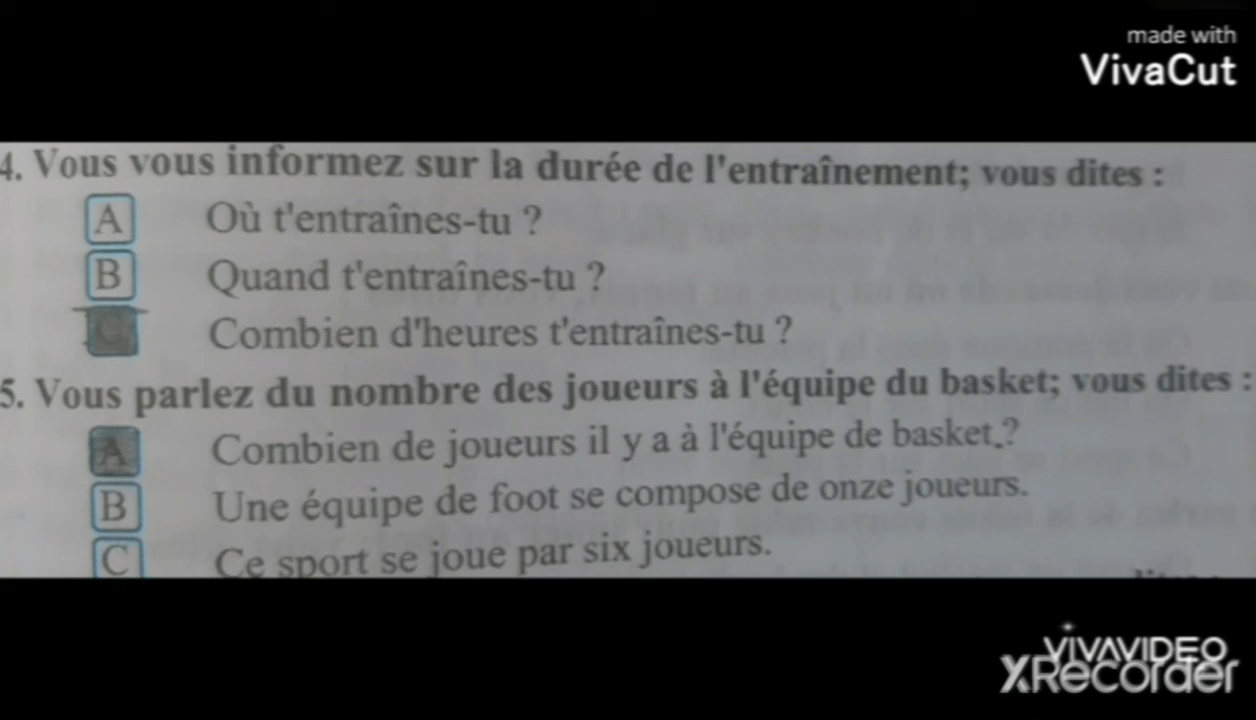 made with
VivaCut
4. Vous vous informez sur la durée de l'entraînement; vous dites :
A Où t'entraînes-tu ?
B Quand t'entraînes-tu ?
C Combien d'heures t'entraînes-tu ?
5. Vous parlez du nombre des joueurs à l'équipe du basket; vous dites :
A Combien de joueurs il y a à l'équipe de basket ?
B Une équipe de foot se compose de onze joueurs.
C Ce sport se joue par six joueurs.
VIVAVIDEO
XRecorder